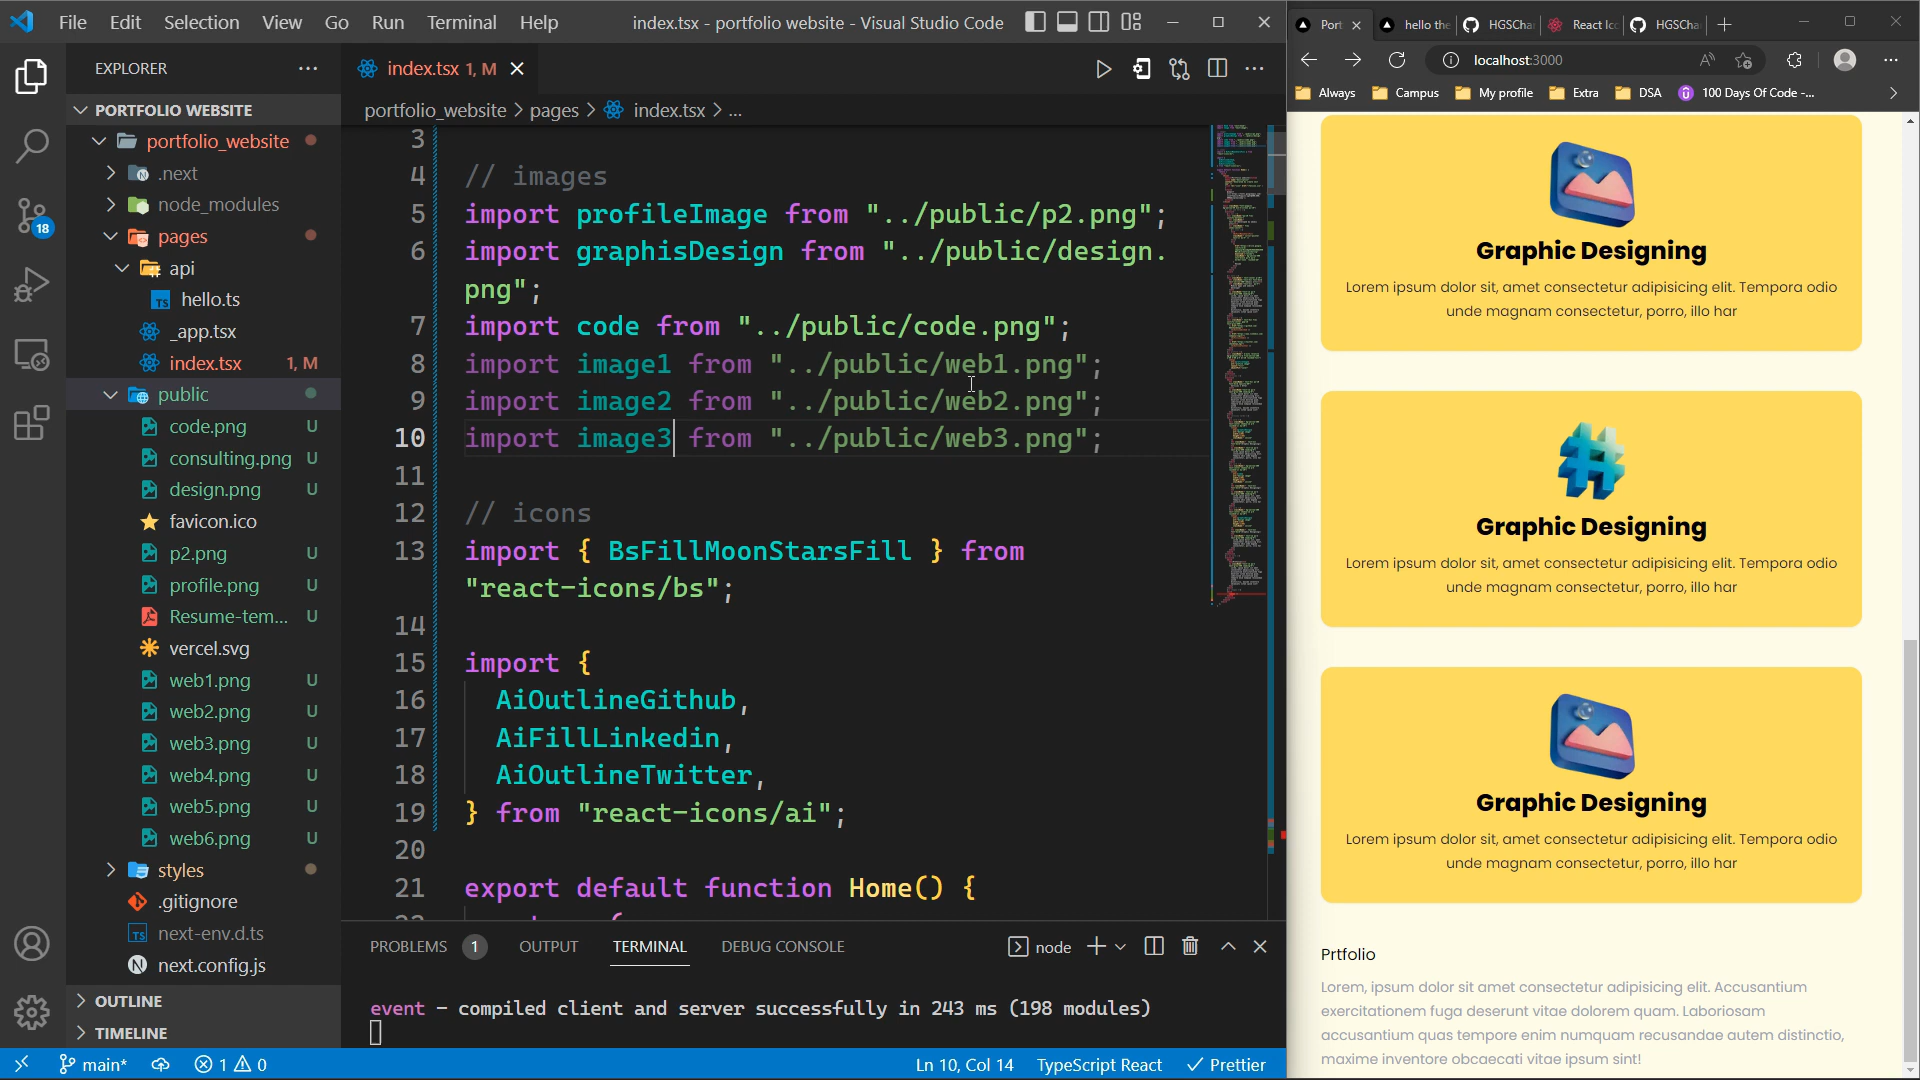 File Edit Selection View Go Run Terminal Help
index.tsx - portfolio website - Visual Studio Code
EXPLORER
PORTFOLIO WEBSITE
portfolio_website
.next
node_modules
pages
api
hello.ts
_app.tsx
index.tsx 1, M
public
code.png U
consulting.png U
design.png U
favicon.ico
p2.png U
profile.png U
Resume-tem... U
vercel.svg
web1.png U
web2.png U
web3.png U
web4.png U
web5.png U
web6.png U
styles
.gitignore
next-env.d.ts
next.config.js
OUTLINE
TIMELINE
18
index.tsx 1, M
portfolio_website > pages > index.tsx > ...
3
4 // images
5 import profileImage from "../public/p2.png";
6 import graphisDesign from "../public/design.
png";
7 import code from "../public/code.png";
8 import image1 from "../public/web1.png";
9 import image2 from "../public/web2.png";
10 import image3 from "../public/web3.png";
11
12 // icons
13 import { BsFillMoonStarsFill } from
"react-icons/bs";
14
15 import {
16 AiOutlineGithub,
17 AiFillLinkedin,
18 AiOutlineTwitter,
19 } from "react-icons/ai";
20
21 export default function Home() {
PROBLEMS 1 OUTPUT TERMINAL DEBUG CONSOLE
node
event - compiled client and server successfully in 243 ms (198 modules)
main* 1 0
Ln 10, Col 14 TypeScript React Prettier
Port hello the HGSCha React Ic HGSCha
localhost:3000
Always Campus My profile Extra DSA 100 Days Of Code -...
Graphic Designing
Lorem ipsum dolor sit, amet consectetur adipisicing elit. Tempora odio
unde magnam consectetur, porro, illo har
Graphic Designing
Lorem ipsum dolor sit, amet consectetur adipisicing elit. Tempora odio
unde magnam consectetur, porro, illo har
Graphic Designing
Lorem ipsum dolor sit, amet consectetur adipisicing elit. Tempora odio
unde magnam consectetur, porro, illo har
Prtfolio
Lorem, ipsum dolor sit amet consectetur adipisicing elit. Accusantium
exercitationem fuga deserunt vitae dolorem quam. Laboriosam
accusantium quas tempore enim numquam recusandae autem distinctio,
maxime inventore obcaecati vitae ipsum sint!